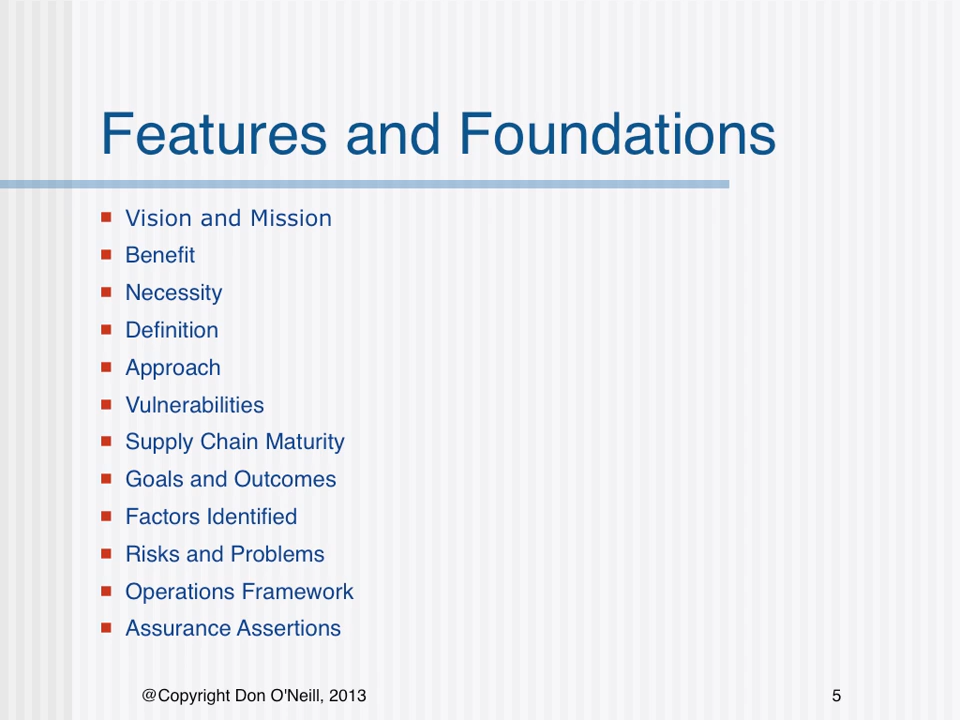 Features and Foundations
Vision and Mission
Benefit
Necessity
Definition
Approach
Vulnerabilities
Supply Chain Maturity
Goals and Outcomes
Factors Identified
Risks and Problems
Operations Framework
Assurance Assertions
@Copyright Don O'Neill, 2013
5